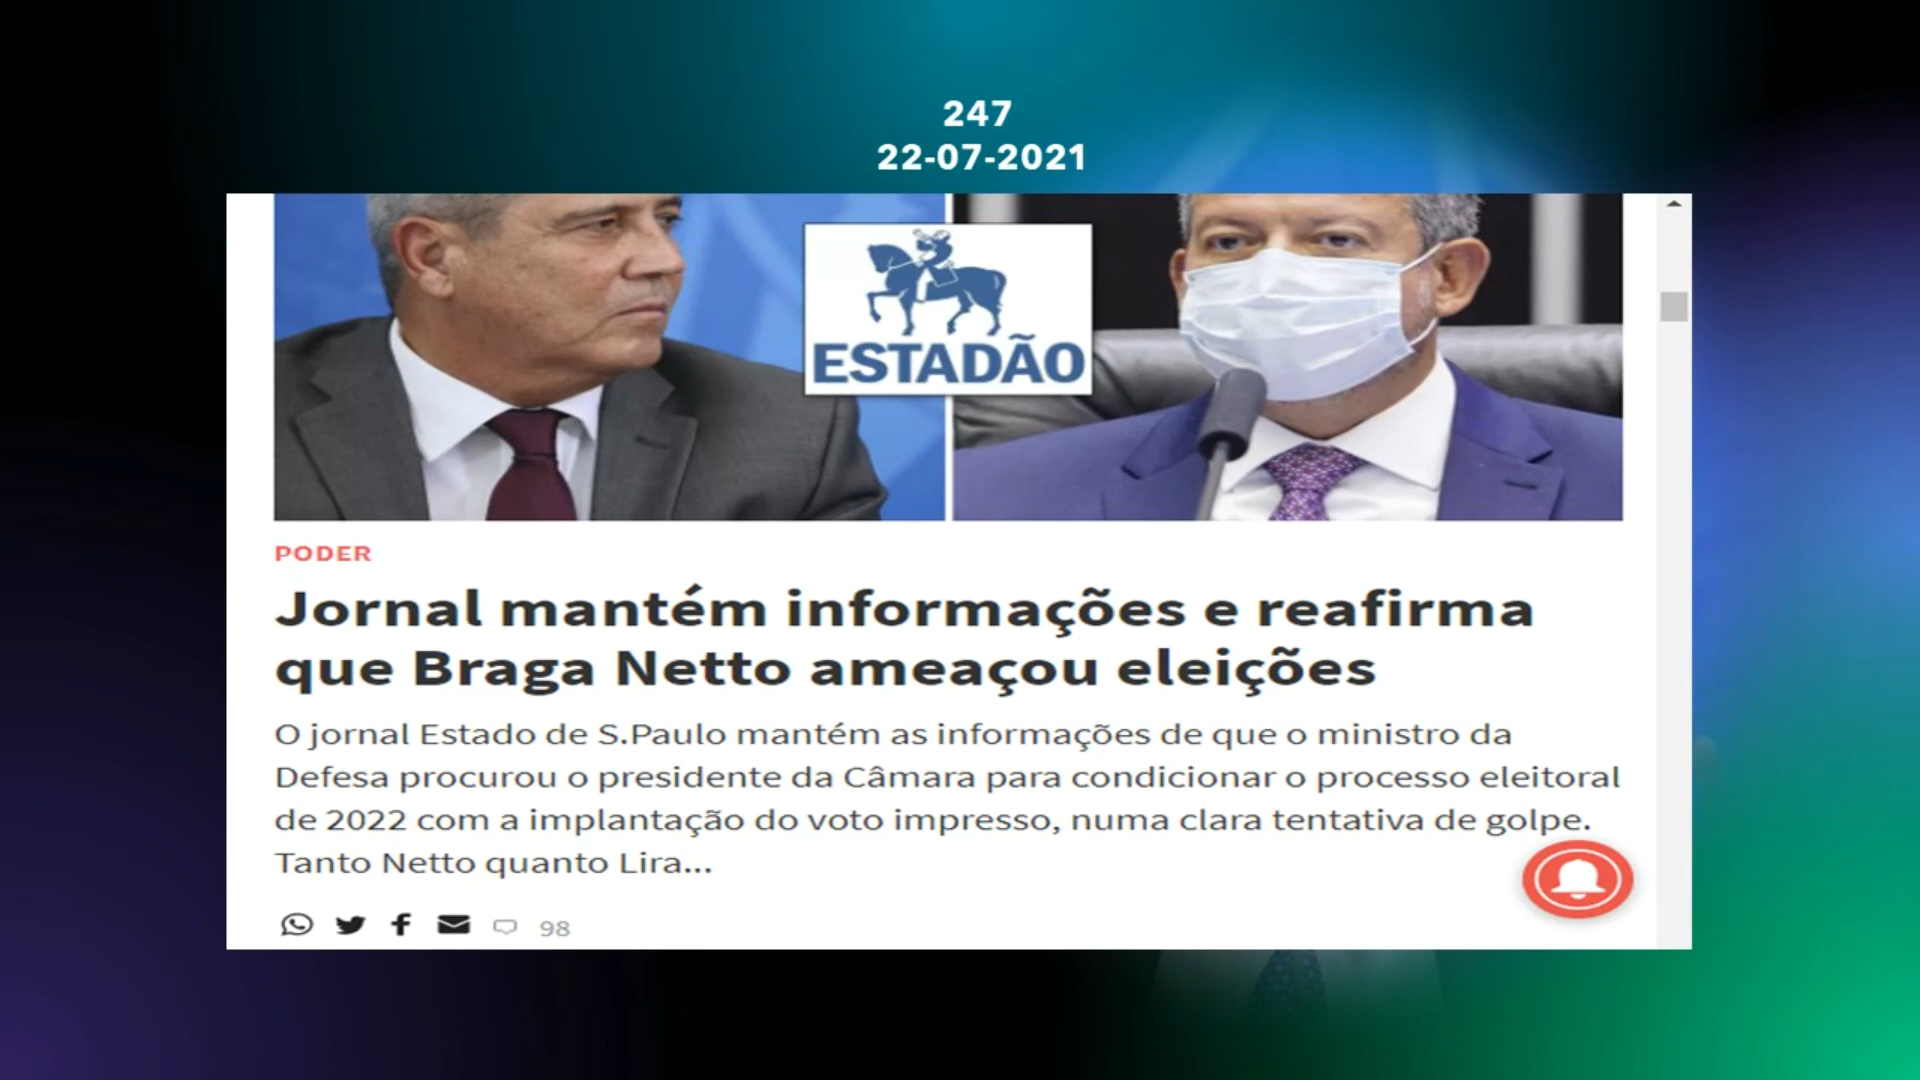 247
22-07-2021
ESTADÃO
PODER
Jornal mantém informações e reafirma
que Braga Netto ameaçou eleições
O jornal Estado de S.Paulo mantém as informações de que o ministro da
Defesa procurou o presidente da Câmara para condicionar o processo eleitoral
de 2022 com a implantação do voto impresso, numa clara tentativa de golpe.
Tanto Netto quanto Lira...
98